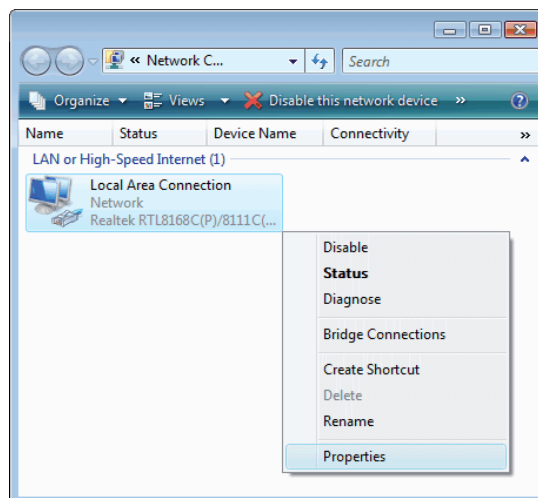 « Network C...
Search
Organize Views Disable this network device »
Name Status Device Name Connectivity »
LAN or High-Speed Internet (1)
Local Area Connection
Network
Realtek RTL8168C(P)/8111C(...
Disable
Status
Diagnose
Bridge Connections
Create Shortcut
Delete
Rename
Properties